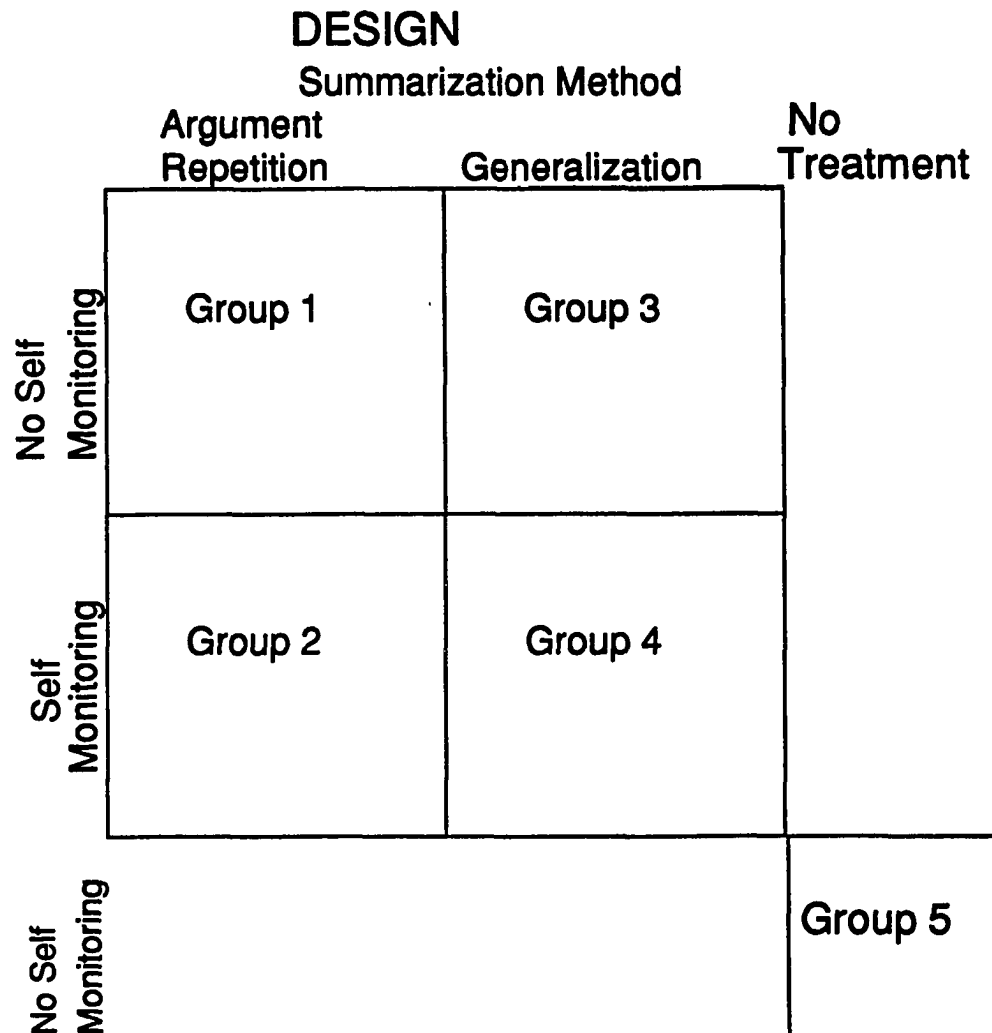 DESIGN
Summarization Method
Argument
Repetition
Generalization
No
Treatment
No Self
Monitoring
Group 1
Group 3
Self
Monitoring
Group 2
Group 4
No Self
Monitoring
Group 5